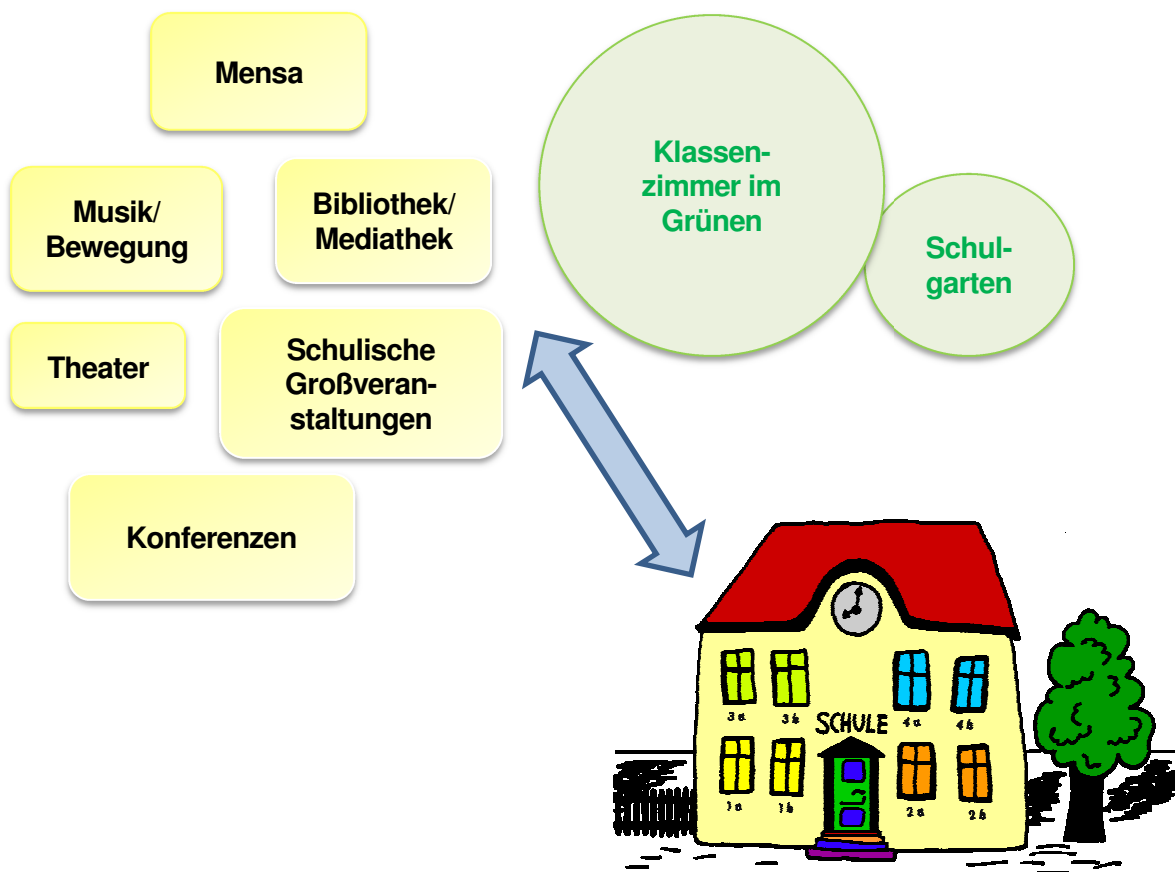 Mensa
Musik/
Bewegung
Bibliothek/
Mediathek
Theater
Schulische
Großveran-
staltungen
Konferenzen
Klassen-
zimmer im
Grünen
Schul-
garten
3a 3b SCHULE 4a 4b
1a 1b 2a 2b